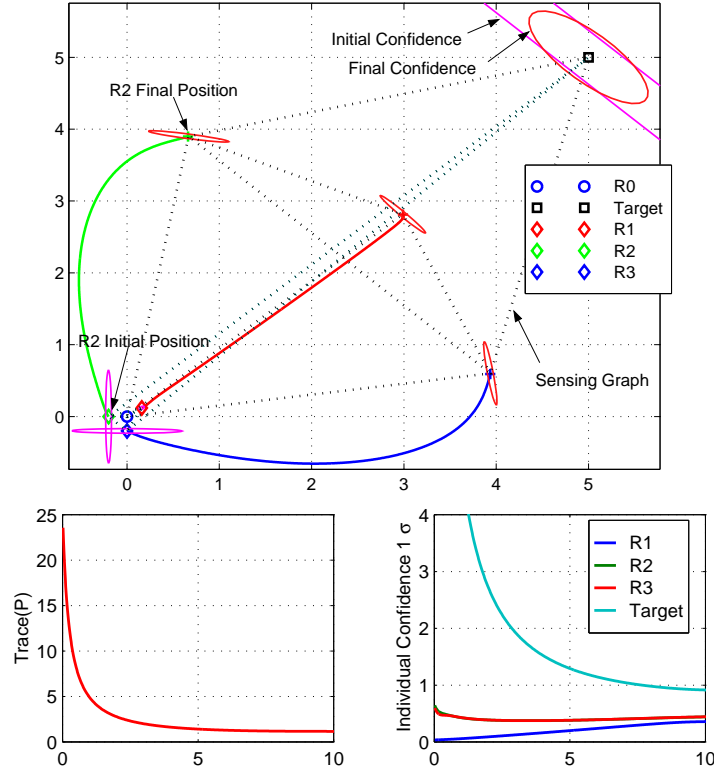 Initial Confidence
Final Confidence
R2 Final Position
R2 Initial Position
Sensing Graph
R0
Target
R1
R2
R3
5
4
3
2
1
0
0 1 2 3 4 5
Trace(P)
25
20
15
10
5
0
0 5 10
Individual Confidence 1 σ
4
3
2
1
0
0 5 10
R1
R2
R3
Target